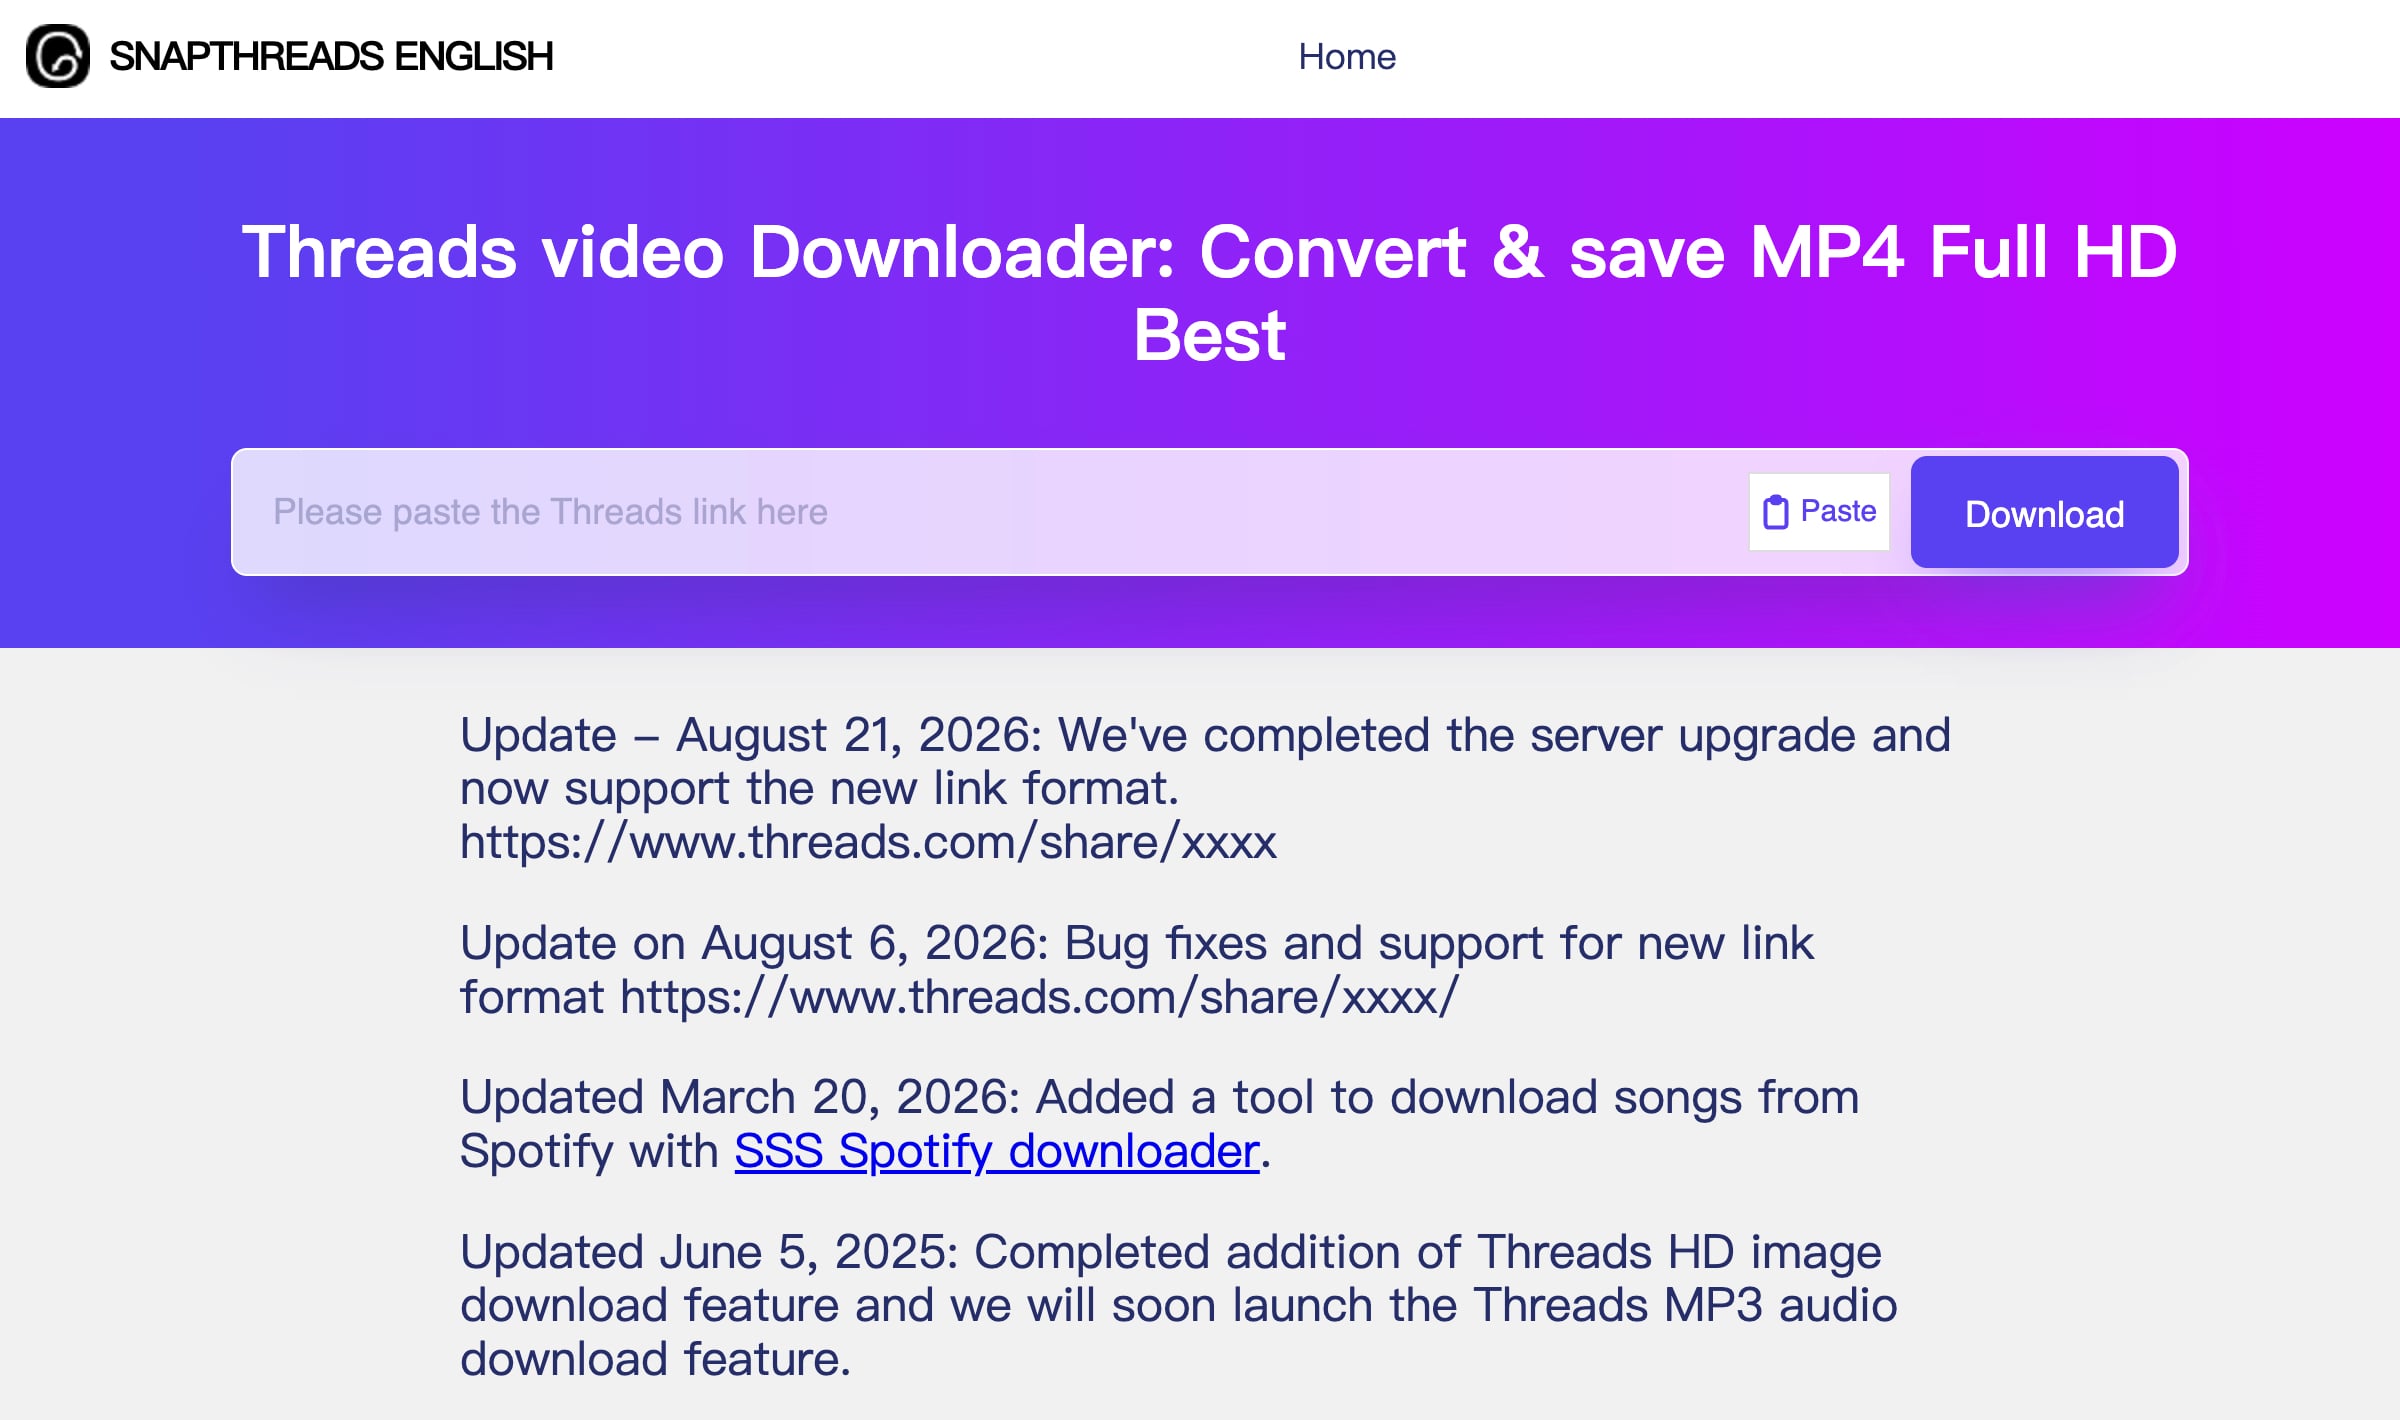 SNAPTHREADS ENGLISH
Home
Threads video Downloader: Convert & save MP4 Full HD
Best
Please paste the Threads link here
Paste
Download
Update – August 21, 2026: We've completed the server upgrade and
now support the new link format.
https://www.threads.com/share/xxxx
Update on August 6, 2026: Bug fixes and support for new link
format https://www.threads.com/share/xxxx/
Updated March 20, 2026: Added a tool to download songs from
Spotify with SSS Spotify downloader.
Updated June 5, 2025: Completed addition of Threads HD image
download feature and we will soon launch the Threads MP3 audio
download feature.